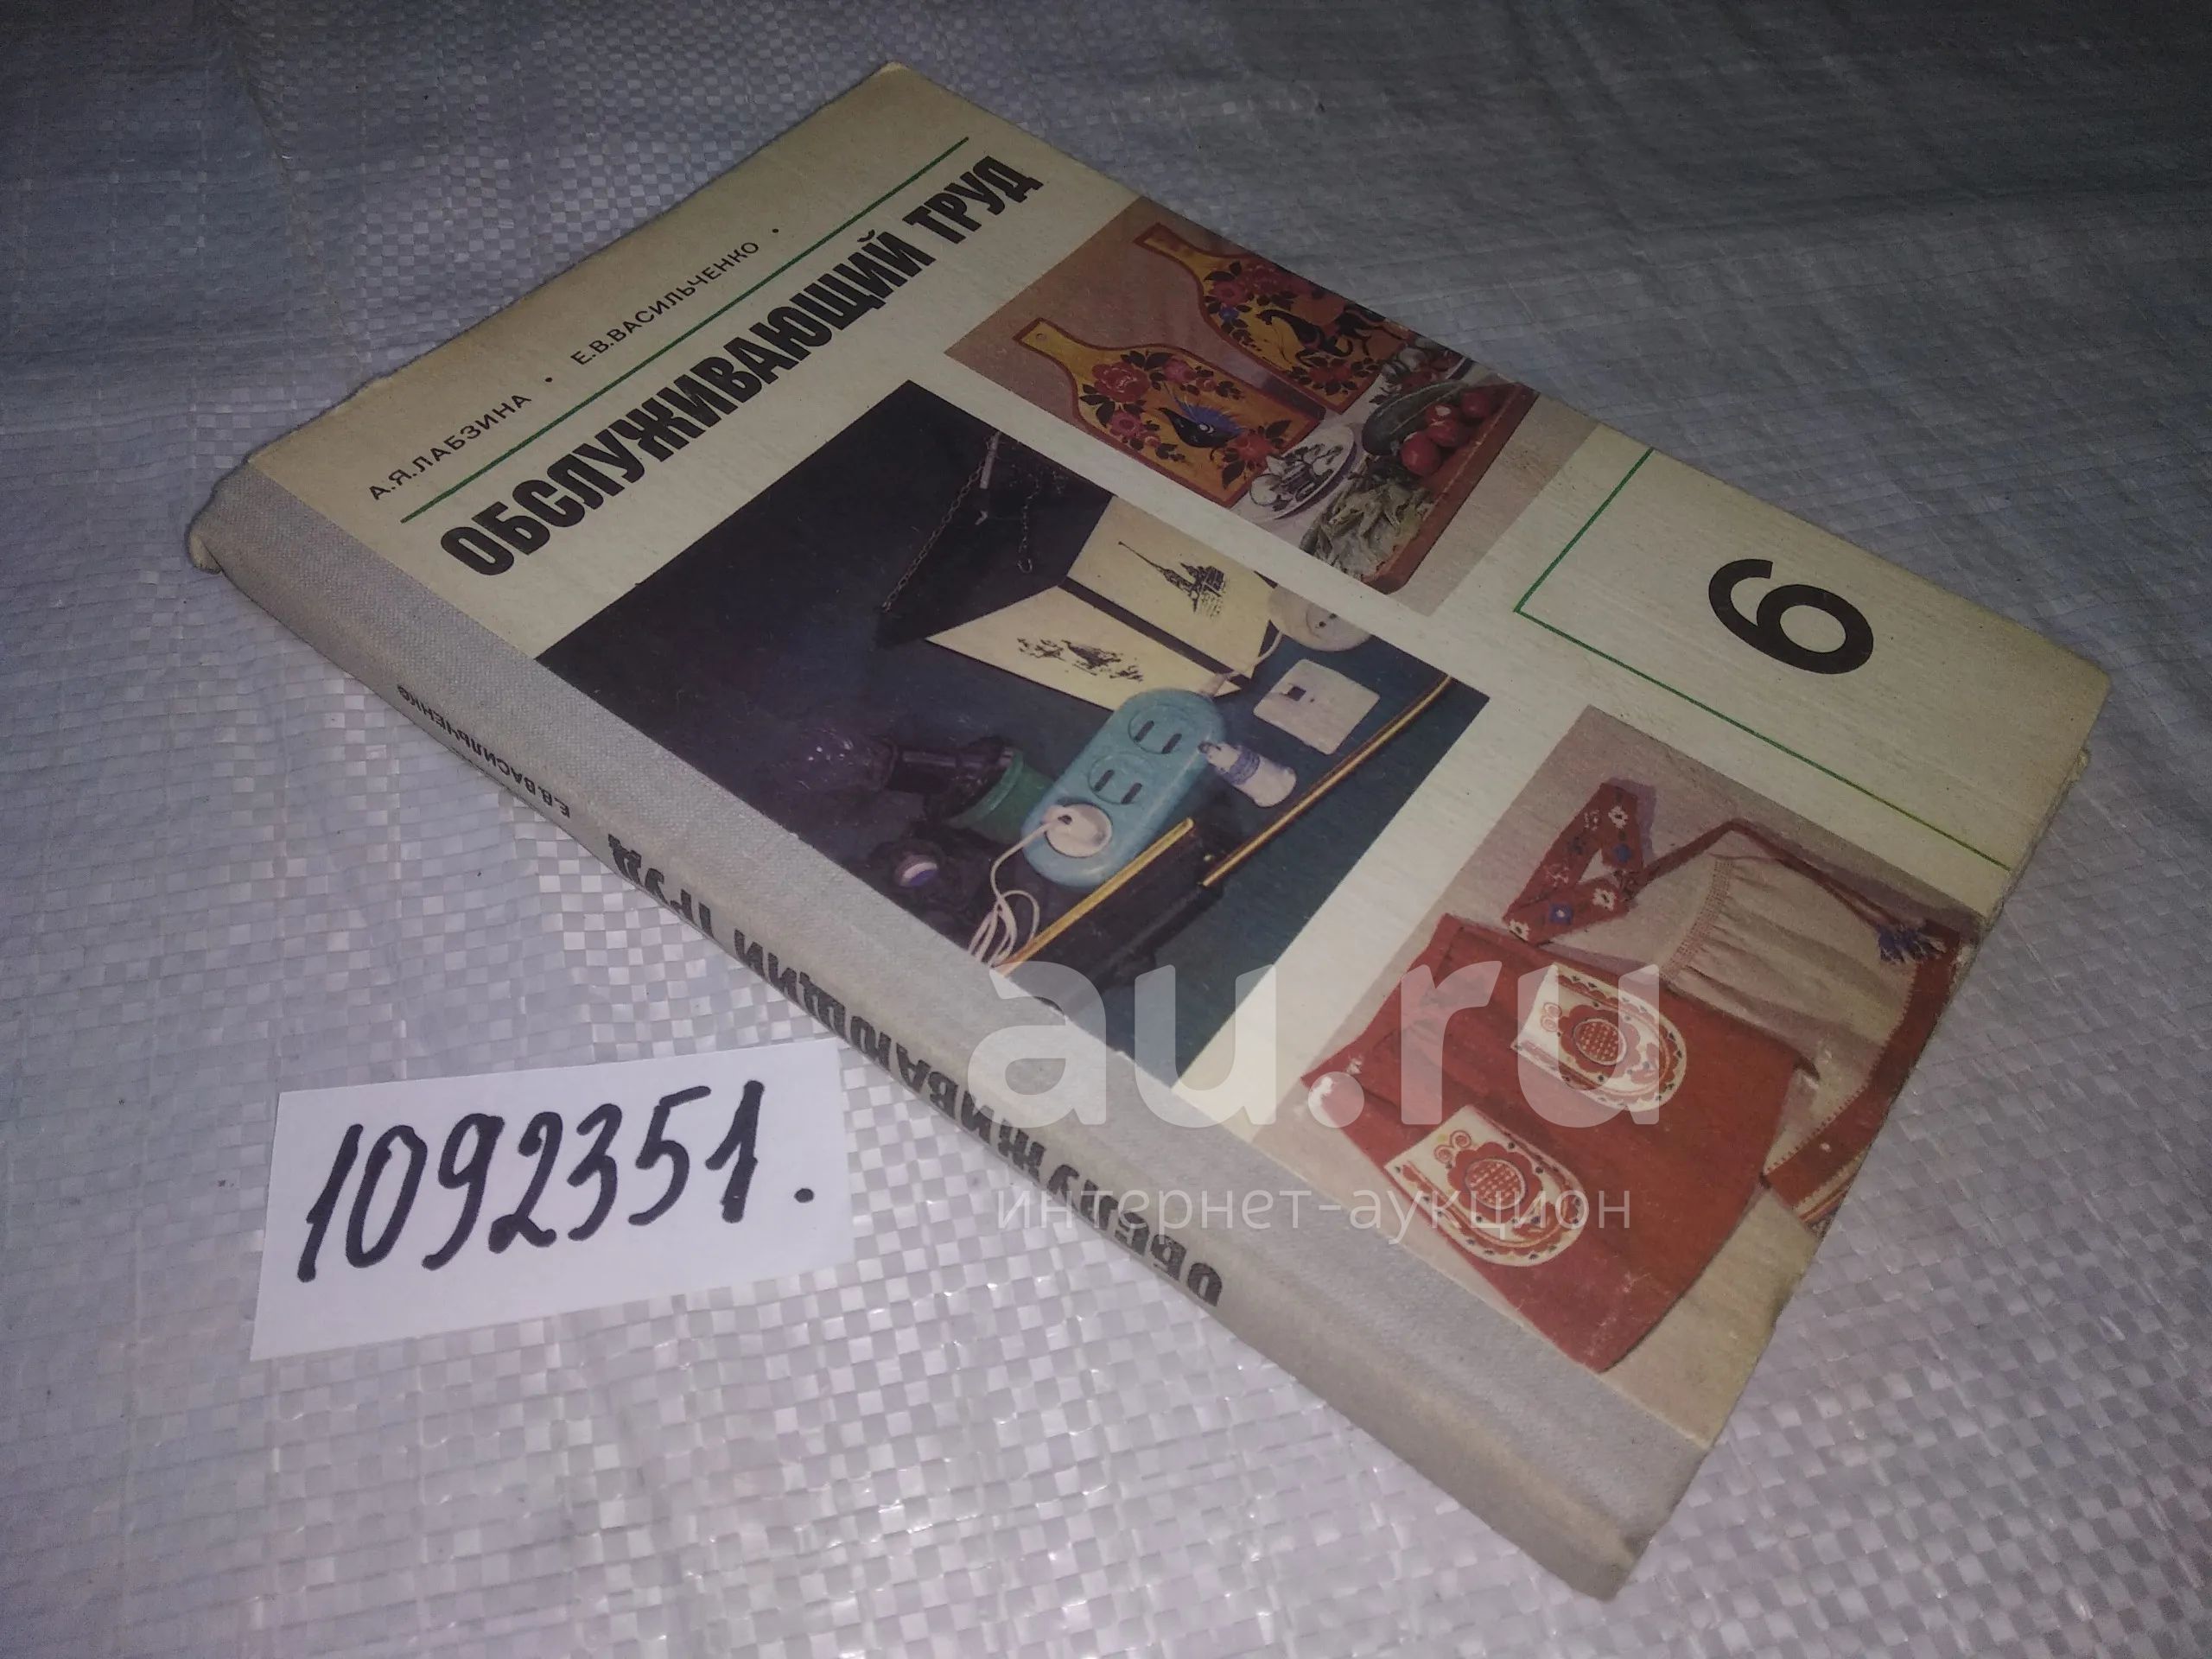 А.Я.ЛАБЗИНА • Е.В.ВАСИЛЬЧЕНКО •
ОБСЛУЖИВАЮЩИЙ ТРУД
6
Е.В.ВАСИЛЬЧЕНКО
ОБСЛУЖИВАЮЩИЙ ТРУД
1092351.
au.ru
интернет-аукцион